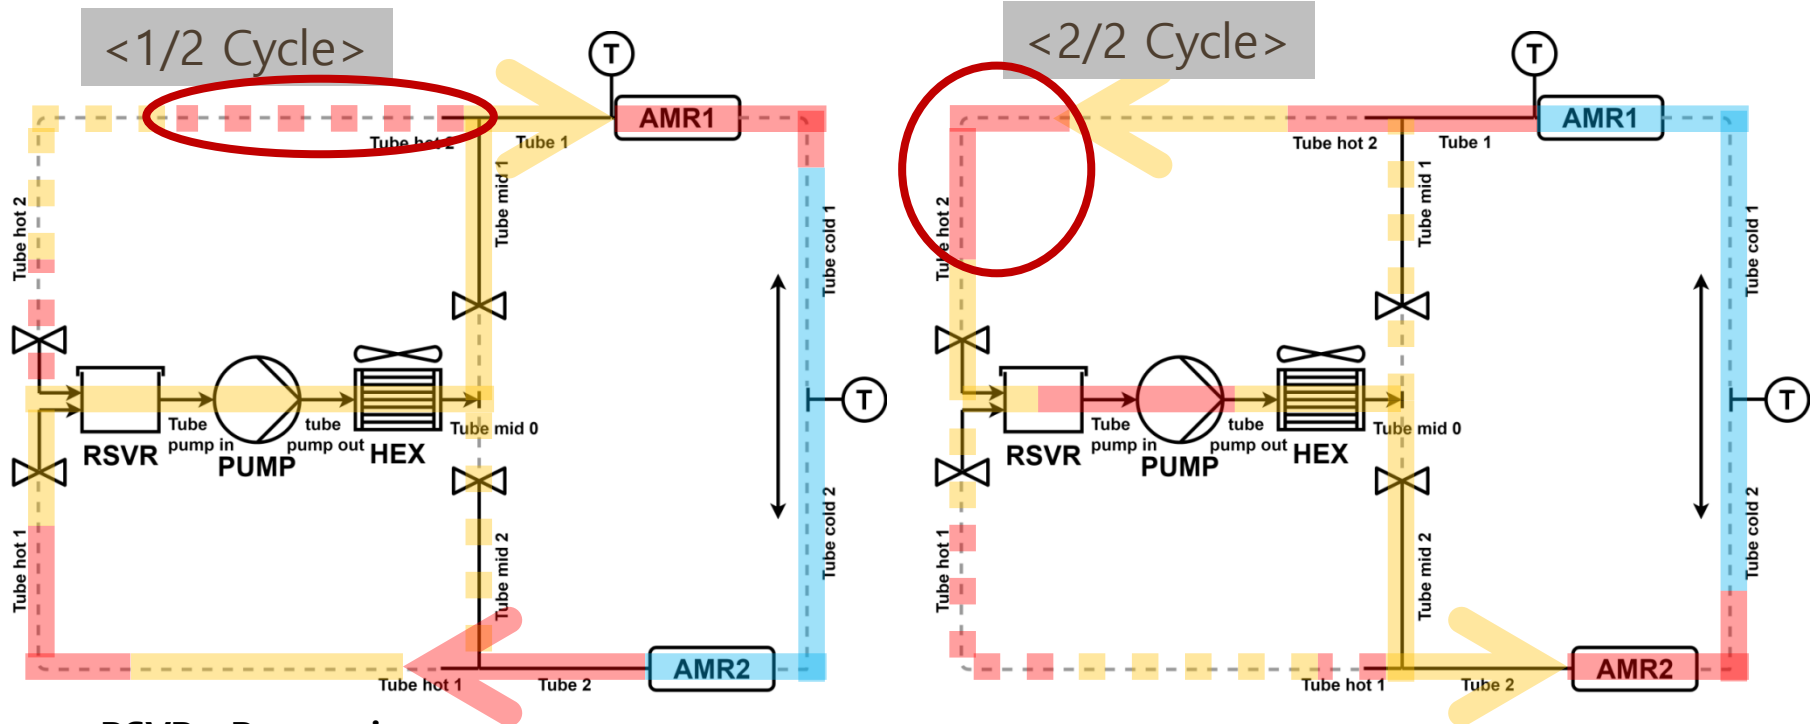 <1/2 Cycle>
T
AMR1
Tube hot 2
Tube 1
Tube mid 1
Tube hot 2
Tube cold 1
T
RSVR
Tube
pump in
PUMP
tube
pump out
HEX
Tube mid 0
Tube hot 1
Tube mid 2
Tube cold 2
Tube hot 1
Tube 2
AMR2
<2/2 Cycle>
T
AMR1
Tube hot 2
Tube 1
Tube mid 1
Tube hot 2
Tube cold 1
T
RSVR
Tube
pump in
PUMP
tube
pump out
HEX
Tube mid 0
Tube hot 1
Tube mid 2
Tube cold 2
Tube hot 1
Tube 2
AMR2